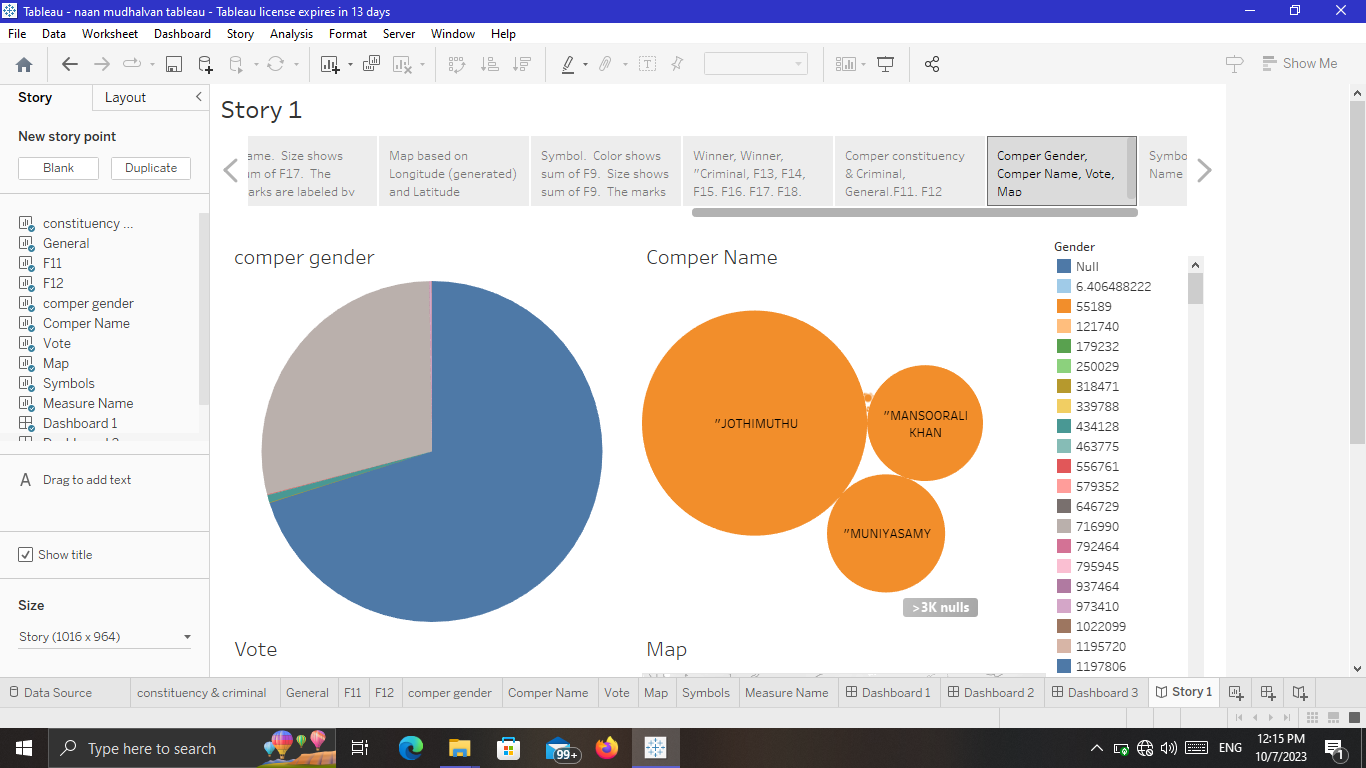 Tableau - naan mudhalvan tableau - Tableau license expires in 13 days
File Data Worksheet Dashboard Story Analysis Format Server Window Help
Show Me
Story Layout
New story point
Blank Duplicate
constituency ...
General
F11
F12
comper gender
Comper Name
Vote
Map
Symbols
Measure Name
Dashboard 1
A Drag to add text
Show title
Size
Story (1016 x 964)
Story 1
ame. Size shows
um of F17. The
arks are labeled by
Map based on
Longitude (generated)
and Latitude
Symbol. Color shows
sum of F9. Size shows
sum of F9. The marks
Winner, Winner,
"Criminal, F13, F14,
F15, F16, F17, F18,
Comper constituency
& Criminal,
General,F11, F12
Comper Gender,
Comper Name, Vote,
Map
Symbo
Name
comper gender
Comper Name
"JOTHIMUTHU
"MANSOORALI
KHAN
"MUNIYASAMY
>3K nulls
Vote
Map
Gender
Null
6.406488222
55189
121740
179232
250029
318471
339788
434128
463775
556761
579352
646729
716990
792464
795945
937464
973410
1022099
1195720
1197806
Data Source constituency & criminal General F11 F12 comper gender Comper Name Vote Map Symbols Measure Name Dashboard 1 Dashboard 2 Dashboard 3 Story 1
Type here to search
99+
ENG
12:15 PM
10/7/2023
1